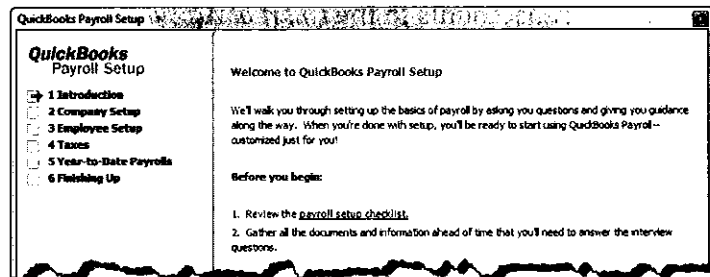 QuickBooks Payroll Setup
QuickBooks
Payroll Setup
1 Introduction
2 Company Setup
3 Employee Setup
4 Taxes
5 Year-to-Date Payrolls
6 Finishing Up
Welcome to QuickBooks Payroll Setup
We'll walk you through setting up the basics of payroll by asking you questions and giving you guidance
along the way. When you're done with setup, you'll be ready to start using QuickBooks Payroll--
customized just for you!
Before you begin:
1. Review the payroll setup checklist.
2. Gather all the documents and information ahead of time that you'll need to answer the interview
questions.